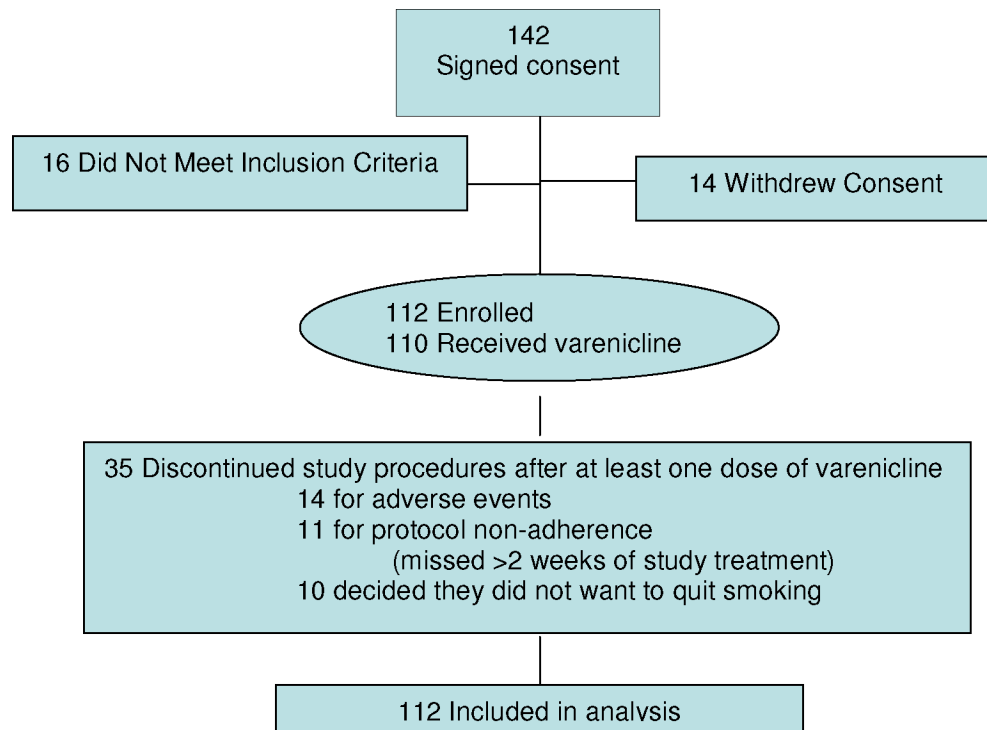 142
Signed consent
16 Did Not Meet Inclusion Criteria
14 Withdrew Consent
112 Enrolled
110 Received varenicline
35 Discontinued study procedures after at least one dose of varenicline
14 for adverse events
11 for protocol non-adherence
(missed >2 weeks of study treatment)
10 decided they did not want to quit smoking
112 Included in analysis